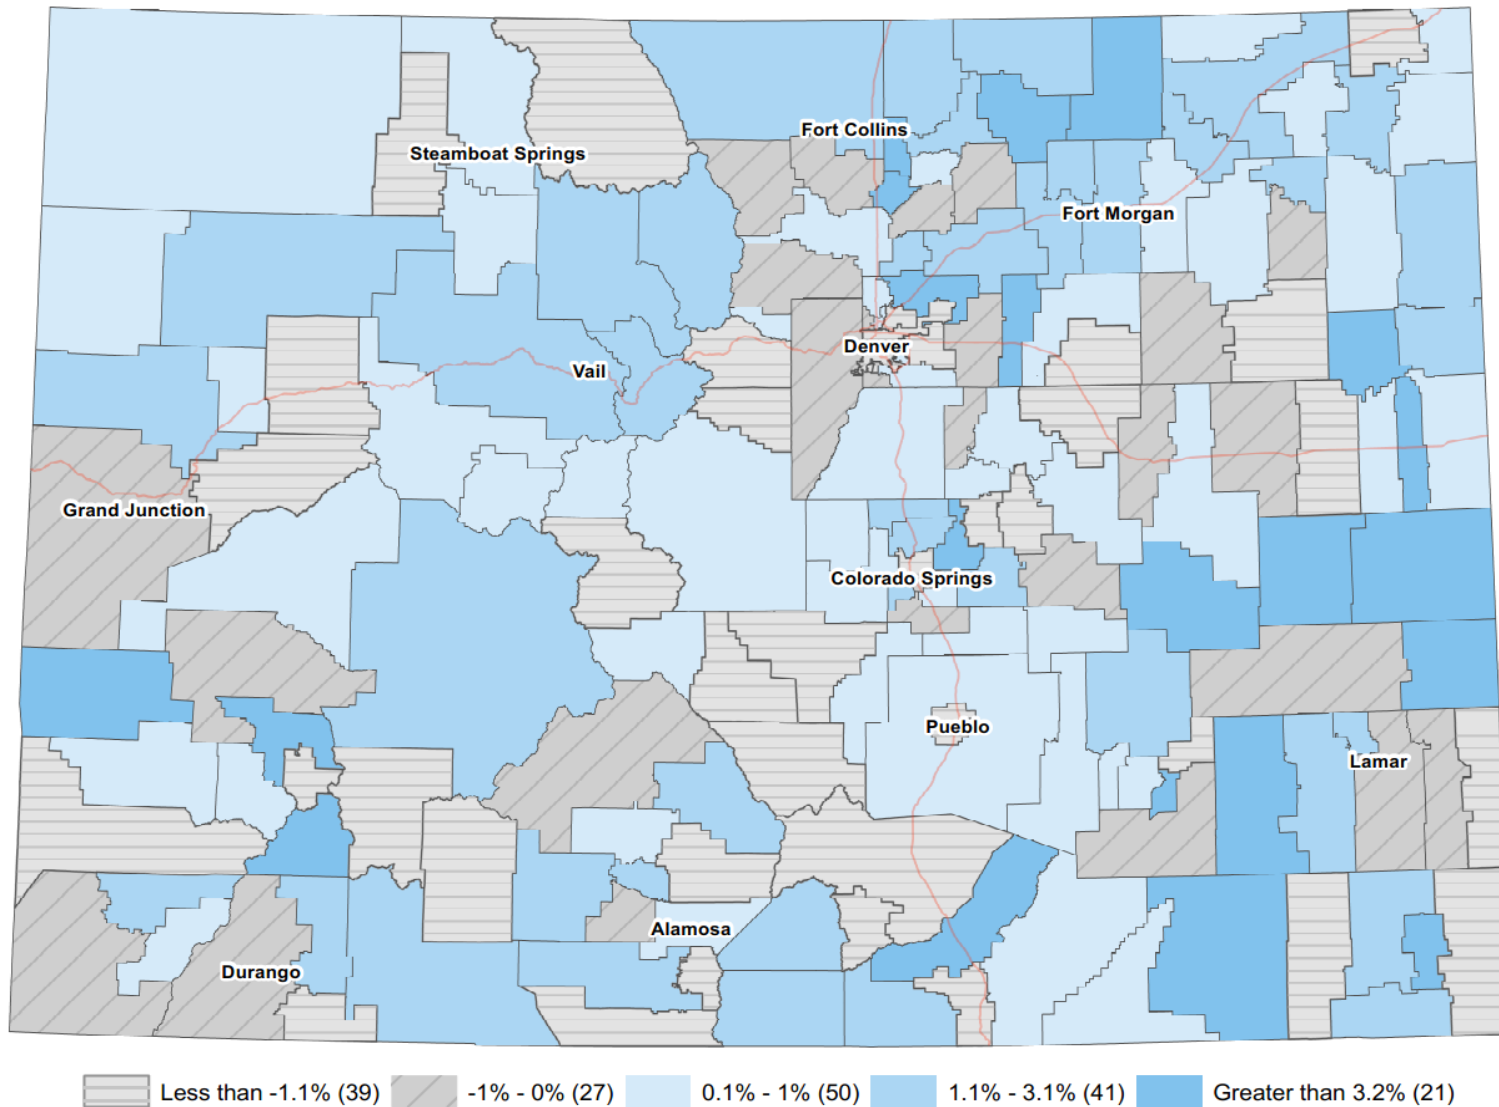 Fort Collins
Steamboat Springs
Fort Morgan
Denver
Vail
Grand Junction
Colorado Springs
Pueblo
Lamar
Alamosa
Durango
Less than -1.1% (39)
-1% - 0% (27)
0.1% - 1% (50)
1.1% - 3.1% (41)
Greater than 3.2% (21)